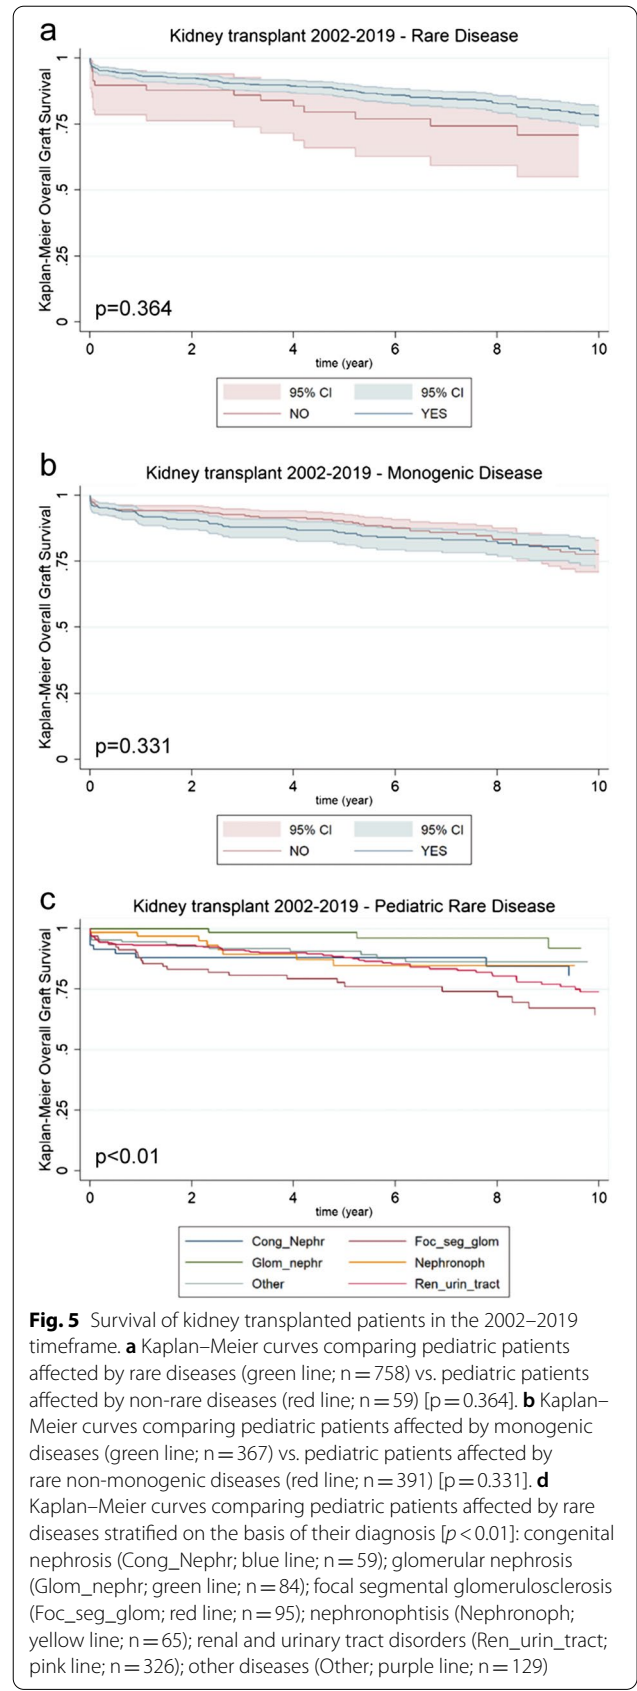 a
Kidney transplant 2002-2019 - Rare Disease
Kaplan-Meier Overall Graft Survival
1
.75
.5
.25
0
p=0.364
0 2 4 6 8 10
time (year)
95% CI 95% CI
NO YES
b
Kidney transplant 2002-2019 - Monogenic Disease
Kaplan-Meier Overall Graft Survival
1
.75
.5
.25
0
p=0.331
0 2 4 6 8 10
time (year)
95% CI 95% CI
NO YES
c
Kidney transplant 2002-2019 - Pediatric Rare Disease
Kaplan-Meier Overall Graft Survival
1
.75
.5
.25
0
p<0.01
0 2 4 6 8 10
time (year)
Cong_Nephr Foc_seg_glom
Glom_nephr Nephronoph
Other Ren_urin_tract
Fig. 5 Survival of kidney transplanted patients in the 2002–2019
timeframe. a Kaplan–Meier curves comparing pediatric patients
affected by rare diseases (green line; n = 758) vs. pediatric patients
affected by non-rare diseases (red line; n = 59) [p = 0.364]. b Kaplan–
Meier curves comparing pediatric patients affected by monogenic
diseases (green line; n = 367) vs. pediatric patients affected by
rare non-monogenic diseases (red line; n = 391) [p = 0.331]. d
Kaplan–Meier curves comparing pediatric patients affected by rare
diseases stratified on the basis of their diagnosis [p < 0.01]: congenital
nephrosis (Cong_Nephr; blue line; n = 59); glomerular nephrosis
(Glom_nephr; green line; n = 84); focal segmental glomerulosclerosis
(Foc_seg_glom; red line; n = 95); nephronophtisis (Nephronoph;
yellow line; n = 65); renal and urinary tract disorders (Ren_urin_tract;
pink line; n = 326); other diseases (Other; purple line; n = 129)